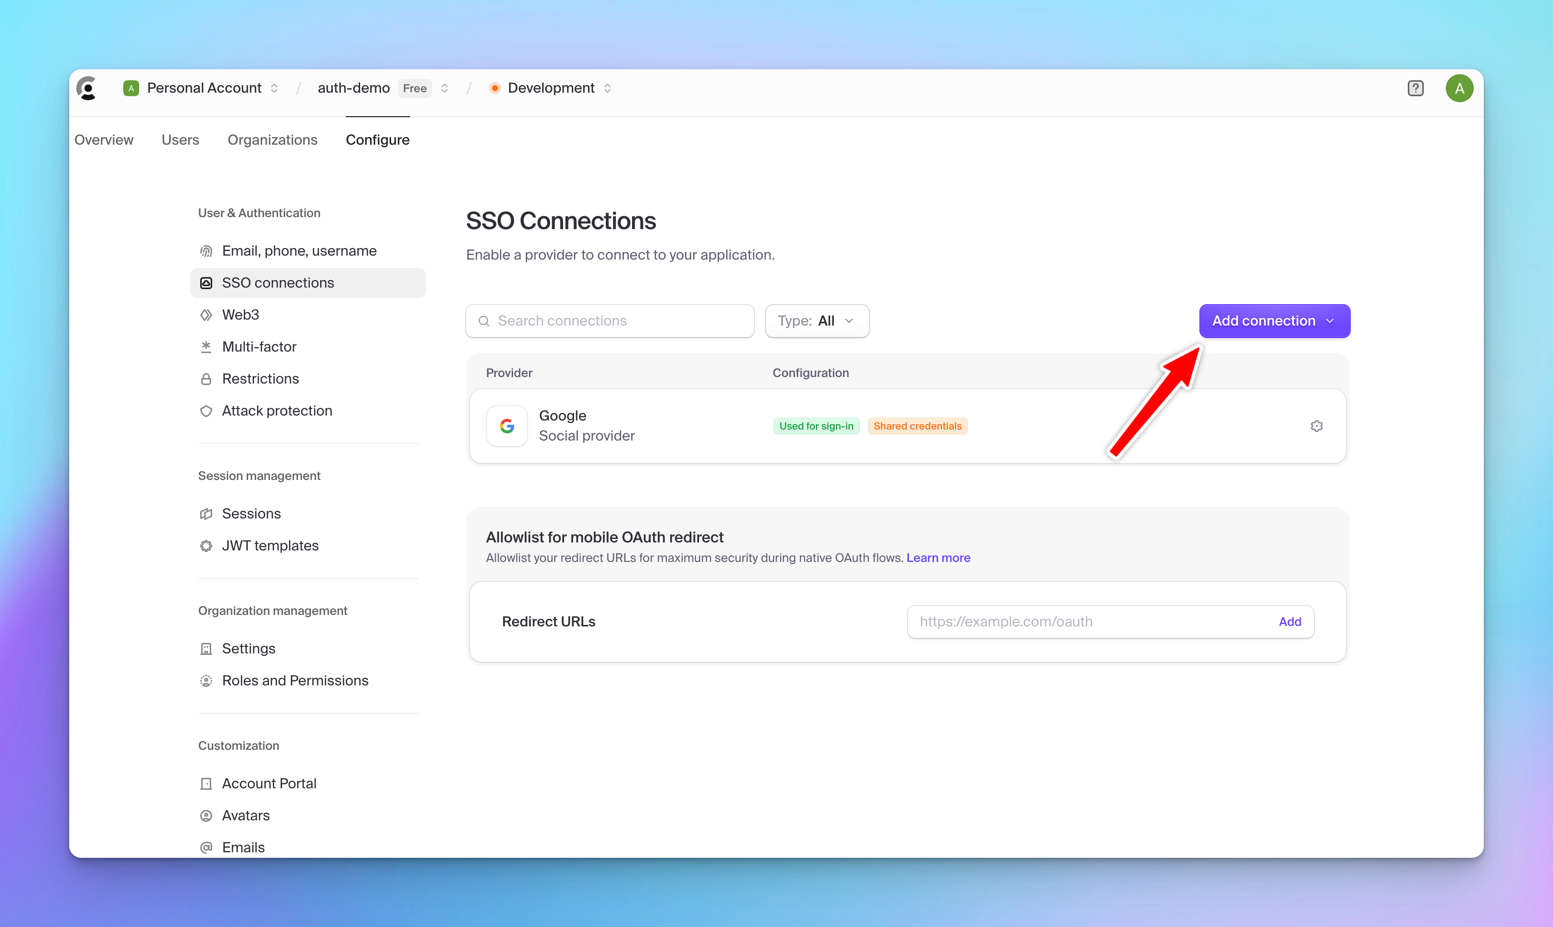 A Personal Account / auth-demo Free / Development ? A
Overview Users Organizations Configure
User & Authentication
Email, phone, username
SSO connections
Web3
Multi-factor
Restrictions
Attack protection
Session management
Sessions
JWT templates
Organization management
Settings
Roles and Permissions
Customization
Account Portal
Avatars
Emails
SSO Connections
Enable a provider to connect to your application.
Search connections Type: All Add connection
Provider Configuration
Google
Social provider
Used for sign-in Shared credentials
Allowlist for mobile OAuth redirect
Allowlist your redirect URLs for maximum security during native OAuth flows. Learn more
Redirect URLs https://example.com/oauth Add